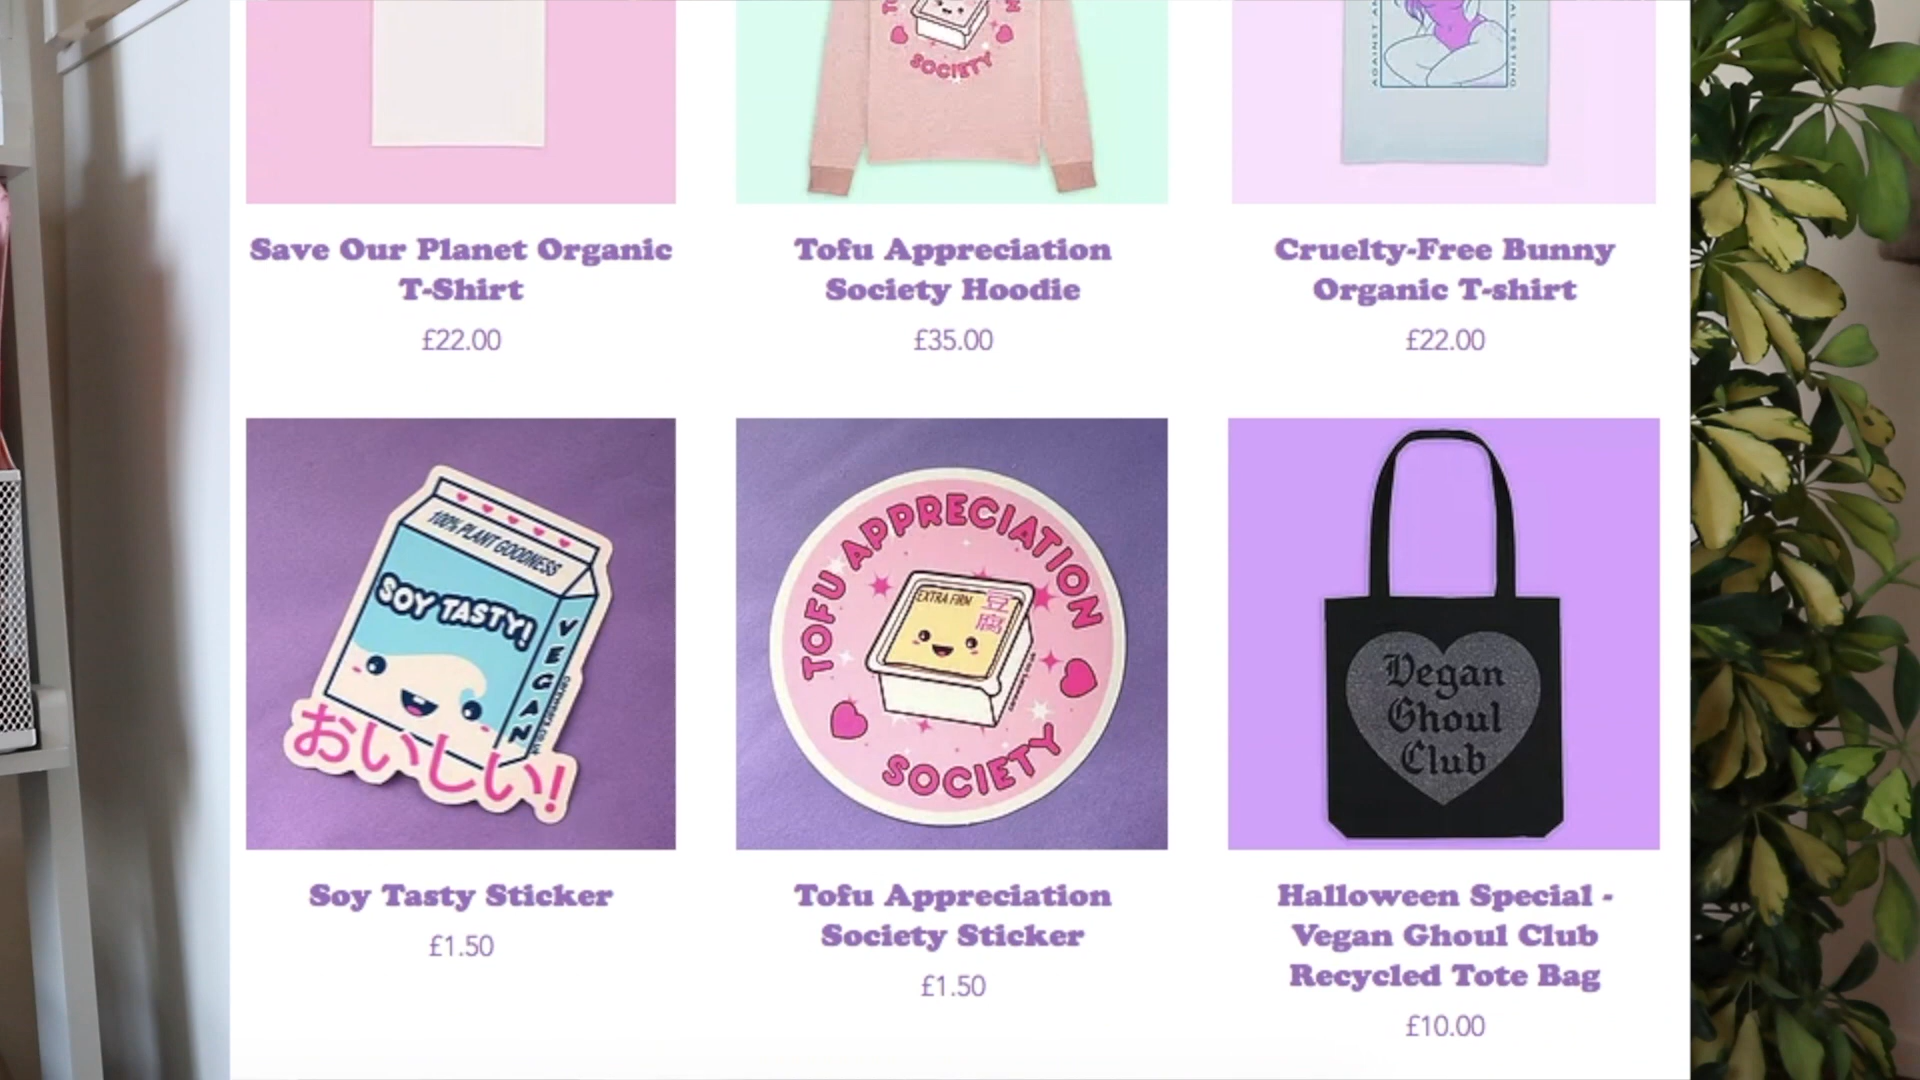 SOCIETY
AGAINST
TESTING
Save Our Planet Organic
T-Shirt
£22.00
Tofu Appreciation
Society Hoodie
£35.00
Cruelty-Free Bunny
Organic T-shirt
£22.00
100% PLANT GOODNESS
SOY TASTY!
VEGAN
おいしい!
TOFU APPRECIATION
EXTRA FIRM
豆
腐
SOCIETY
Vegan
Ghoul
Club
Soy Tasty Sticker
£1.50
Tofu Appreciation
Society Sticker
£1.50
Halloween Special -
Vegan Ghoul Club
Recycled Tote Bag
£10.00